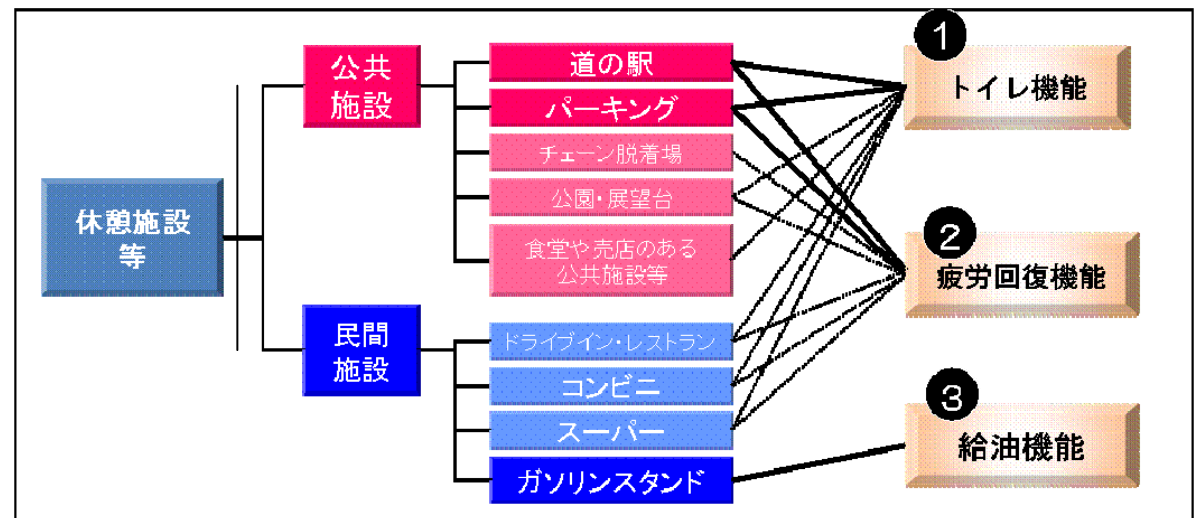 休憩施設
等
公共
施設
道の駅
パーキング
チェーン脱着場
公園・展望台
食堂や売店のある
公共施設等
民間
施設
ドライブイン・レストラン
コンビニ
スーパー
ガソリンスタンド
1
トイレ機能
2
疲労回復機能
3
給油機能